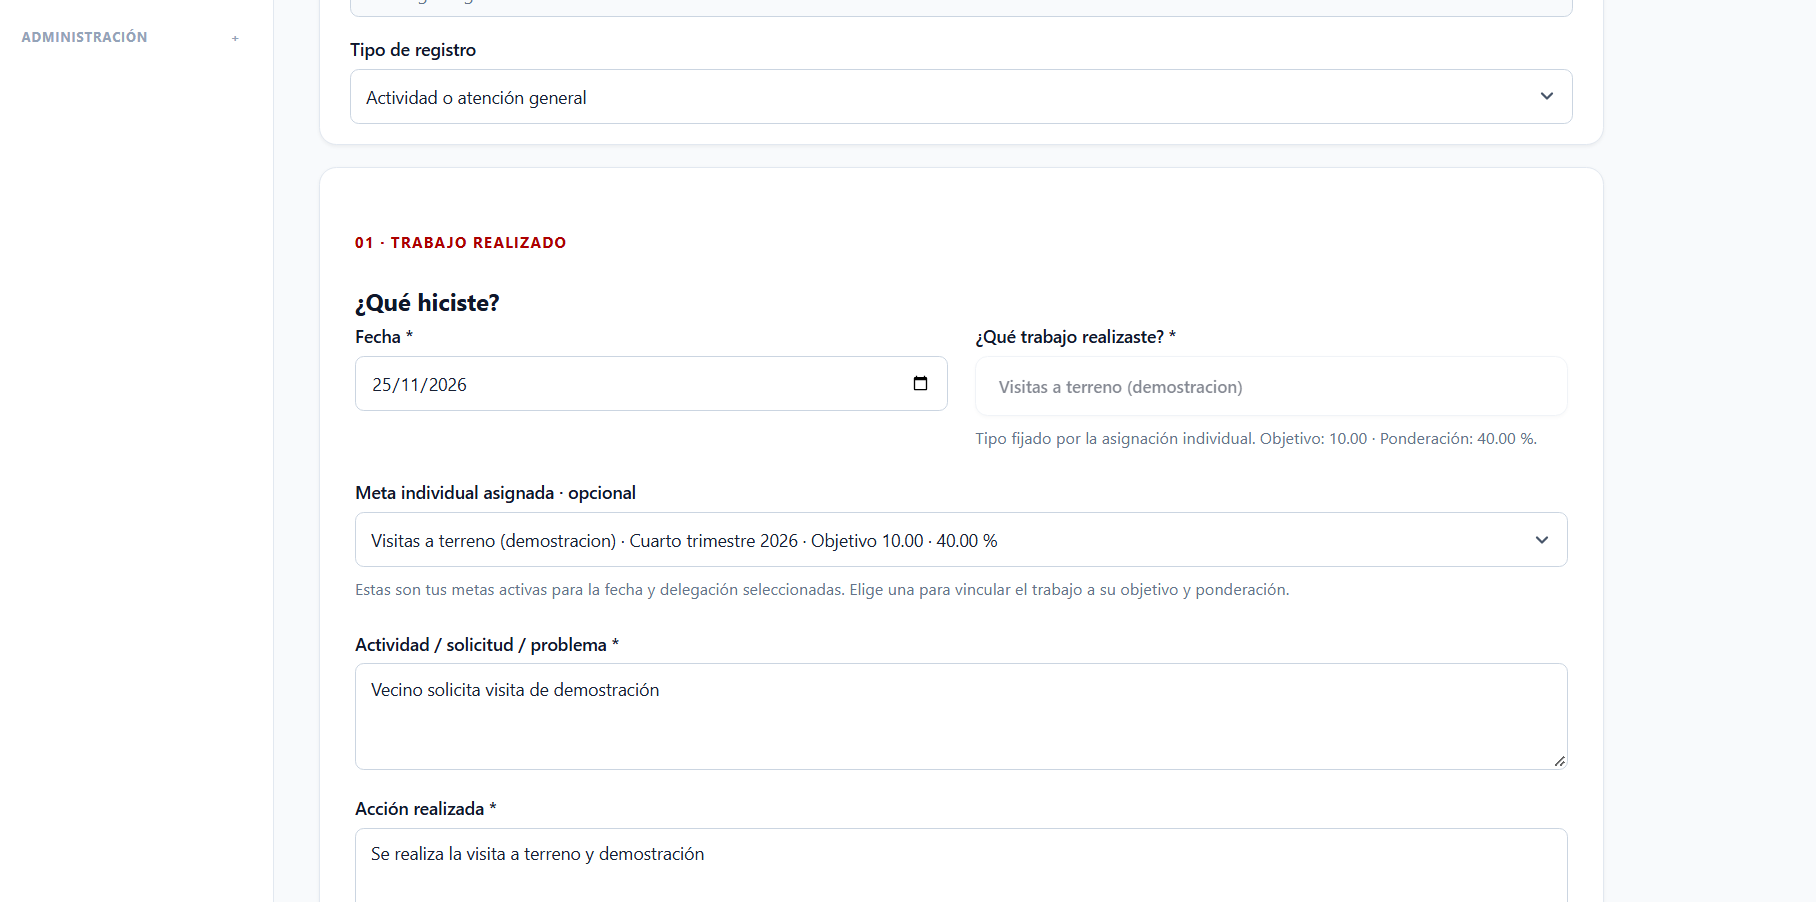 ADMINISTRACIÓN +
Tipo de registro
Actividad o atención general
01 · TRABAJO REALIZADO
¿Qué hiciste?
Fecha *
25/11/2026
¿Qué trabajo realizaste? *
Visitas a terreno (demostracion)
Tipo fijado por la asignación individual. Objetivo: 10.00 · Ponderación: 40.00 %.
Meta individual asignada · opcional
Visitas a terreno (demostracion) · Cuarto trimestre 2026 · Objetivo 10.00 · 40.00 %
Estas son tus metas activas para la fecha y delegación seleccionadas. Elige una para vincular el trabajo a su objetivo y ponderación.
Actividad / solicitud / problema *
Vecino solicita visita de demostración
Acción realizada *
Se realiza la visita a terreno y demostración